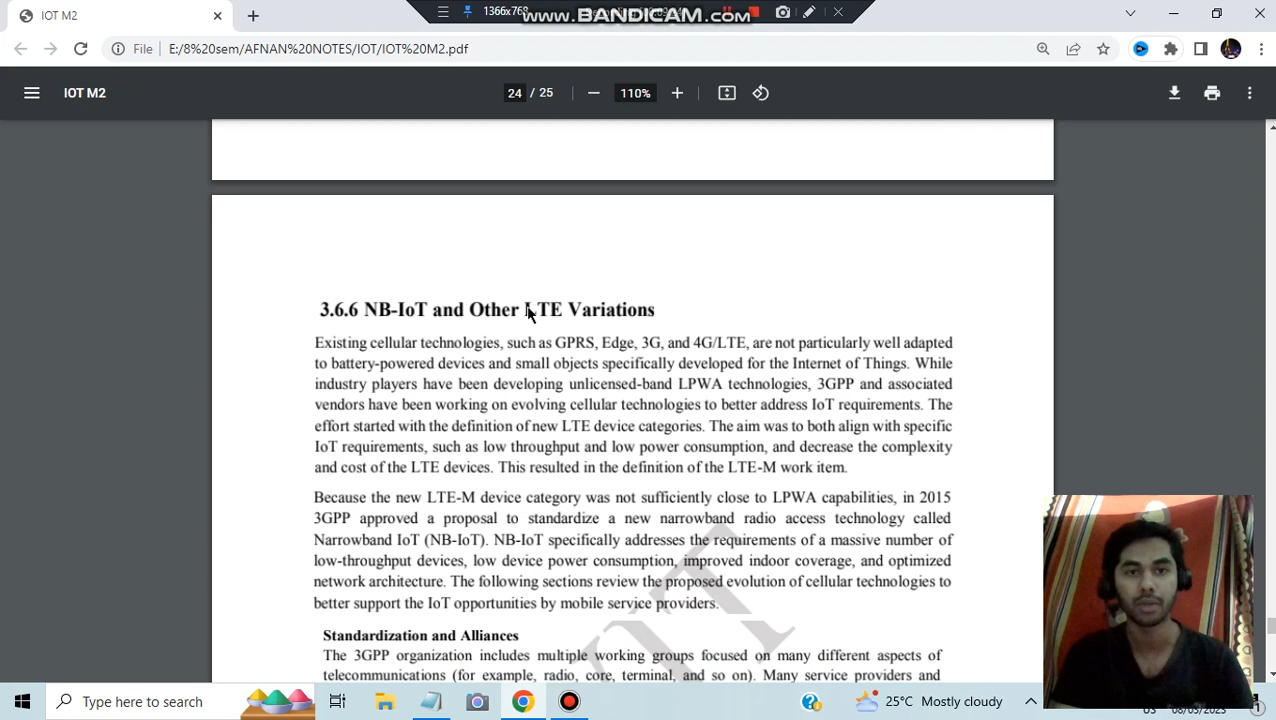 IOT M2
1366x768
www.BANDICAM.com
File E:/8%20sem/AFNAN%20NOTES/IOT/IOT%20M2.pdf
IOT M2
24 / 25
110%
3.6.6 NB-IoT and Other LTE Variations
Existing cellular technologies, such as GPRS, Edge, 3G, and 4G/LTE, are not particularly well adapted
to battery-powered devices and small objects specifically developed for the Internet of Things. While
industry players have been developing unlicensed-band LPWA technologies, 3GPP and associated
vendors have been working on evolving cellular technologies to better address IoT requirements. The
effort started with the definition of new LTE device categories. The aim was to both align with specific
IoT requirements, such as low throughput and low power consumption, and decrease the complexity
and cost of the LTE devices. This resulted in the definition of the LTE-M work item.
Because the new LTE-M device category was not sufficiently close to LPWA capabilities, in 2015
3GPP approved a proposal to standardize a new narrowband radio access technology called
Narrowband IoT (NB-IoT). NB-IoT specifically addresses the requirements of a massive number of
low-throughput devices, low device power consumption, improved indoor coverage, and optimized
network architecture. The following sections review the proposed evolution of cellular technologies to
better support the IoT opportunities by mobile service providers.
Standardization and Alliances
The 3GPP organization includes multiple working groups focused on many different aspects of
telecommunications (for example, radio, core, terminal, and so on). Many service providers and
Type here to search
25°C Mostly cloudy